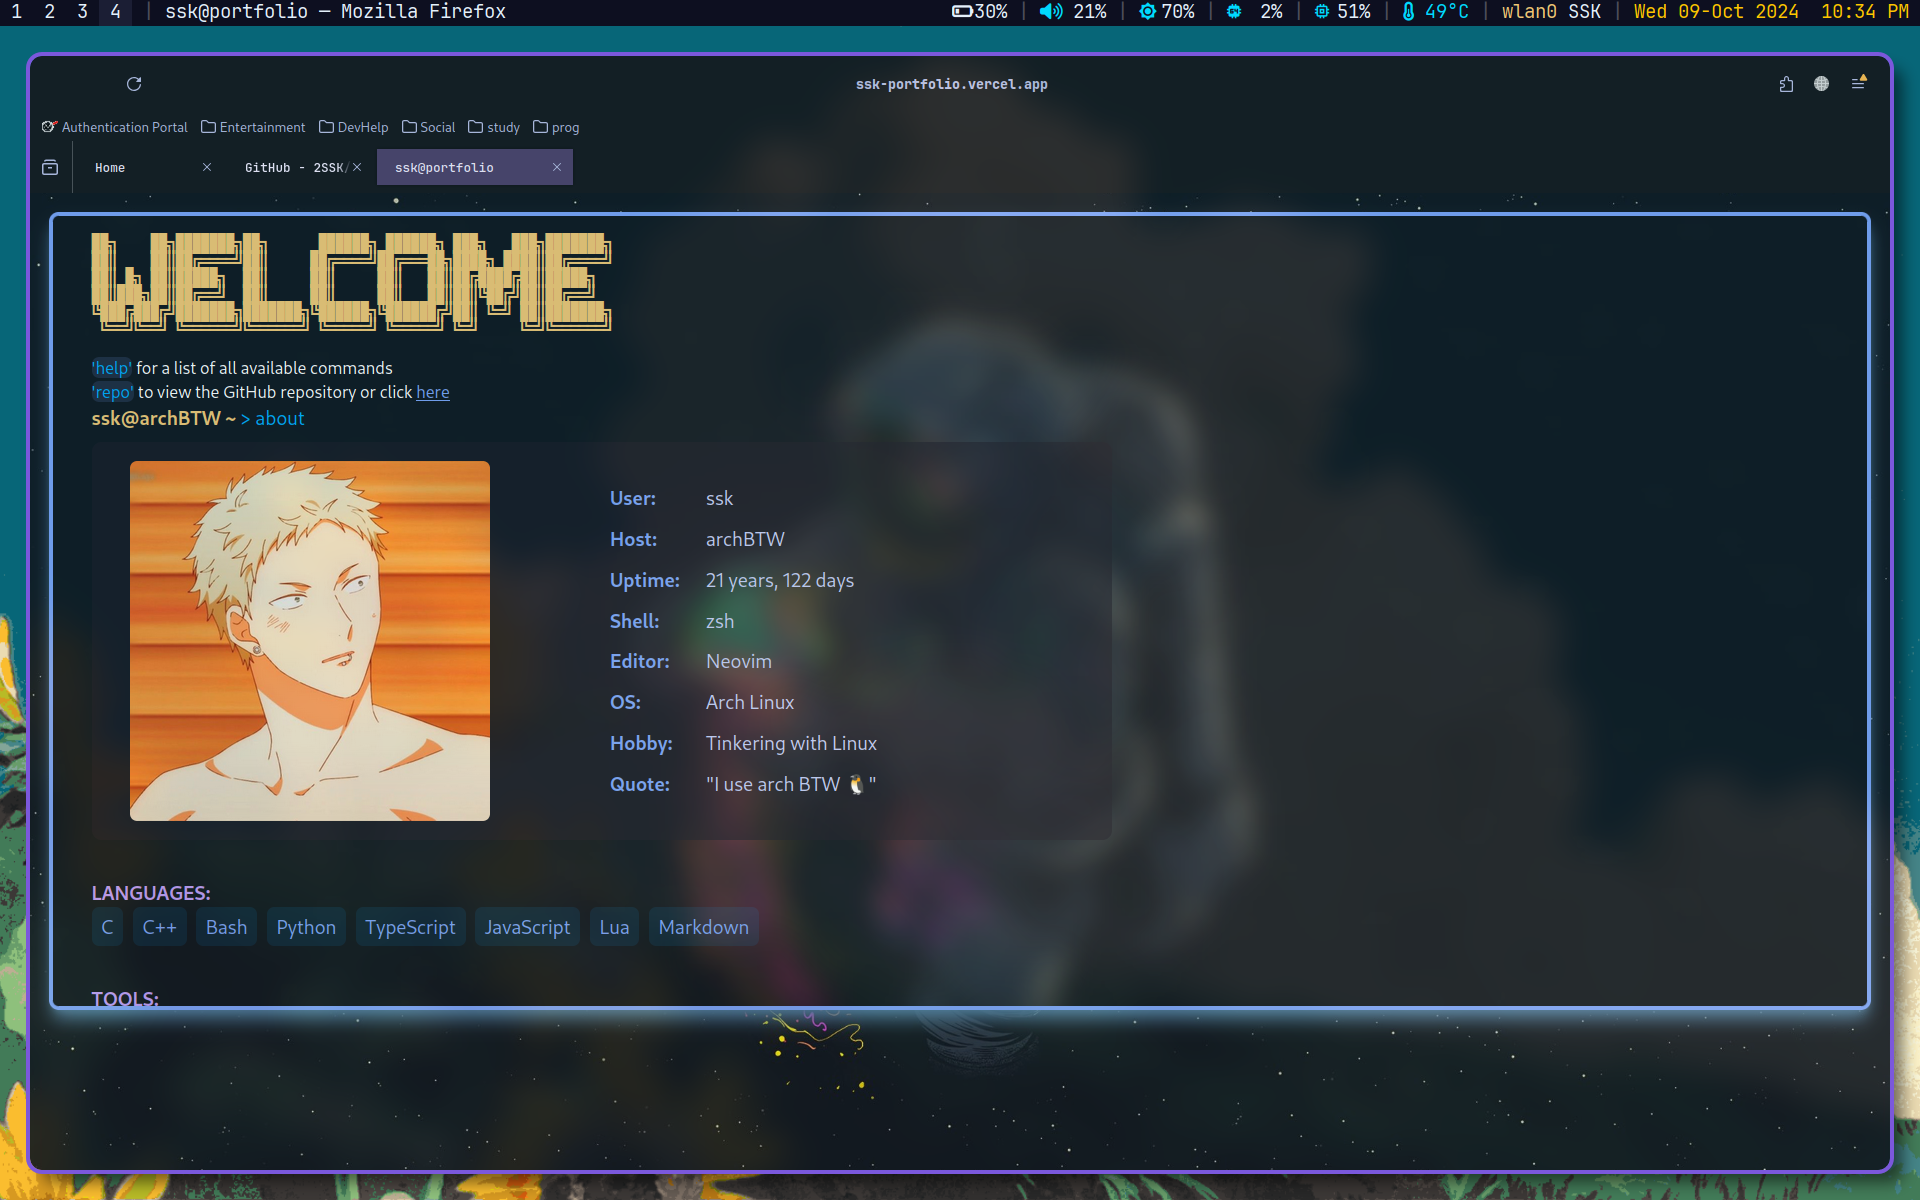 1 2 3 4 | ssk@portfolio — Mozilla Firefox 30% | 21% | 70% | 2% | 51% | 49°C | wlan0 SSK | Wed 09-Oct 2024 10:34 PM
ssk-portfolio.vercel.app
Authentication Portal Entertainment DevHelp Social study prog
Home GitHub - 2SSK/ ssk@portfolio
WELCOME
'help' for a list of all available commands
'repo' to view the GitHub repository or click here
ssk@archBTW ~ > about
User: ssk
Host: archBTW
Uptime: 21 years, 122 days
Shell: zsh
Editor: Neovim
OS: Arch Linux
Hobby: Tinkering with Linux
Quote: "I use arch BTW 🐧"
LANGUAGES:
C C++ Bash Python TypeScript JavaScript Lua Markdown
TOOLS: